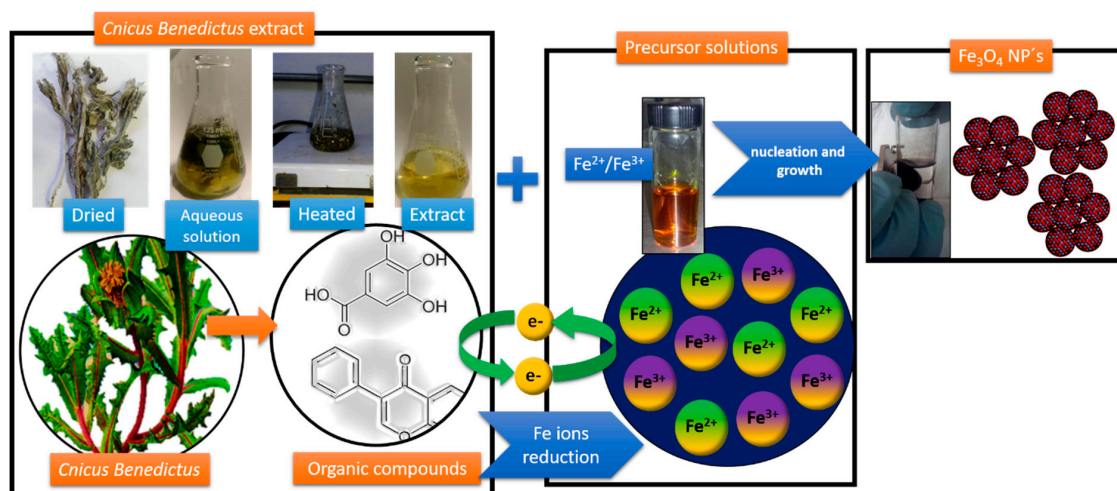 Cnicus Benedictus extract
Dried
Aqueous
solution
Heated
Extract
125 mL
OH
OH
HO
OH
O
O
O
Cnicus Benedictus
Organic compounds
+
e-
e-
Fe ions
reduction
Precursor solutions
Fe²⁺/Fe³⁺
nucleation and
growth
Fe²⁺
Fe³⁺
Fe²⁺
Fe²⁺
Fe³⁺
Fe²⁺
Fe³⁺
Fe³⁺
Fe²⁺
Fe³⁺
Fe₃O₄ NP´s